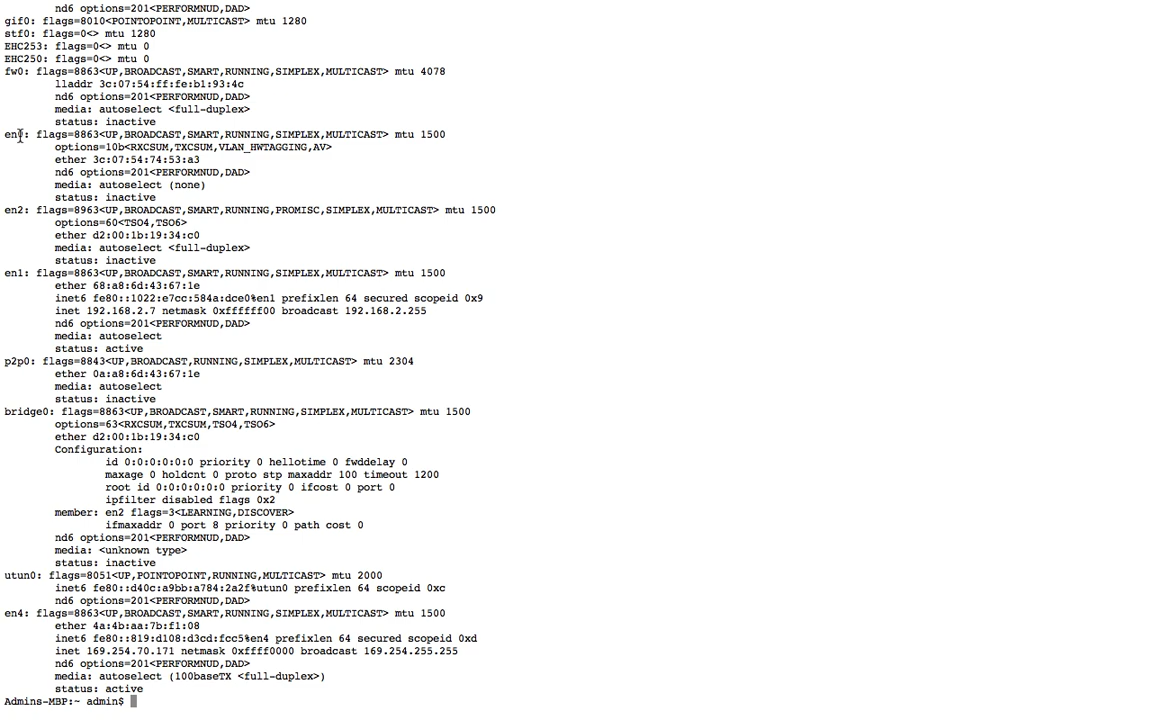 nd6 options=201<PERFORMNUD,DAD>
gif0: flags=8010<POINTOPOINT,MULTICAST> mtu 1280
stf0: flags=0<> mtu 1280
EHC253: flags=0<> mtu 0
EHC250: flags=0<> mtu 0
fw0: flags=8863<UP,BROADCAST,SMART,RUNNING,SIMPLEX,MULTICAST> mtu 4078
lladdr 3c:07:54:ff:fe:b1:93:4c
nd6 options=201<PERFORMNUD,DAD>
media: autoselect <full-duplex>
status: inactive
flags=8863<UP,BROADCAST,SMART,RUNNING,SIMPLEX,MULTICAST> mtu 1500
options=10b<RXCSUM,TXCSUM,VLAN_HWTAGGING,AV>
ether 3c:07:54:74:53:a3
nd6 options=201<PERFORMNUD,DAD>
media: autoselect (none)
status: inactive
en2: flags=8963<UP,BROADCAST,SMART,RUNNING,PROMISC,SIMPLEX,MULTICAST> mtu 1500
options=60<TSO4,TSO6>
ether d2:00:1b:19:34:c0
media: autoselect <full-duplex>
status: inactive
en1: flags=8863<UP,BROADCAST,SMART,RUNNING,SIMPLEX,MULTICAST> mtu 1500
ether 68:a8:6d:43:67:1e
inet6 fe80::1022:e7cc:584a:dce0%en1 prefixlen 64 secured scopeid 0x9
inet 192.168.2.7 netmask 0xffffff00 broadcast 192.168.2.255
nd6 options=201<PERFORMNUD,DAD>
media: autoselect
status: active
p2p0: flags=8843<UP,BROADCAST,RUNNING,SIMPLEX,MULTICAST> mtu 2304
ether 0a:a8:6d:43:67:1e
media: autoselect
status: inactive
bridge0: flags=8863<UP,BROADCAST,SMART,RUNNING,SIMPLEX,MULTICAST> mtu 1500
options=63<RXCSUM,TXCSUM,TSO4,TSO6>
ether d2:00:1b:19:34:c0
Configuration:
id 0:0:0:0:0:0 priority 0 hellotime 0 fwddelay 0
maxage 0 holdcnt 0 proto stp maxaddr 100 timeout 1200
root id 0:0:0:0:0:0 priority 0 ifcost 0 port 0
ipfilter disabled flags 0x2
member: en2 flags=3<LEARNING,DISCOVER>
ifmaxaddr 0 port 8 priority 0 path cost 0
nd6 options=201<PERFORMNUD,DAD>
media: <unknown type>
status: inactive
utun0: flags=8051<UP,POINTOPOINT,RUNNING,MULTICAST> mtu 2000
inet6 fe80::d40c:a9bb:a784:2a2f%utun0 prefixlen 64 scopeid 0xc
nd6 options=201<PERFORMNUD,DAD>
en4: flags=8863<UP,BROADCAST,SMART,RUNNING,SIMPLEX,MULTICAST> mtu 1500
ether 4a:4b:aa:7b:f1:08
inet6 fe80::819:d108:d3cd:fcc5%en4 prefixlen 64 secured scopeid 0xd
inet 169.254.70.171 netmask 0xffff0000 broadcast 169.254.255.255
nd6 options=201<PERFORMNUD,DAD>
media: autoselect (100baseTX <full-duplex>)
status: active
Admins-MBP:~ admin$